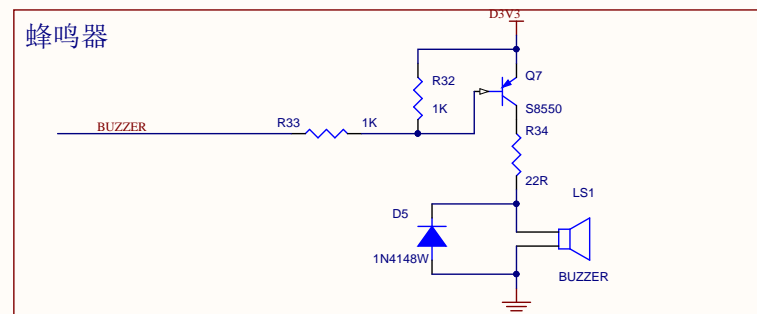 D3V3
蜂鸣器
Q7
R32
1K
S8550
BUZZER
R33
1K
R34
22R
LS1
D5
1N4148W
BUZZER